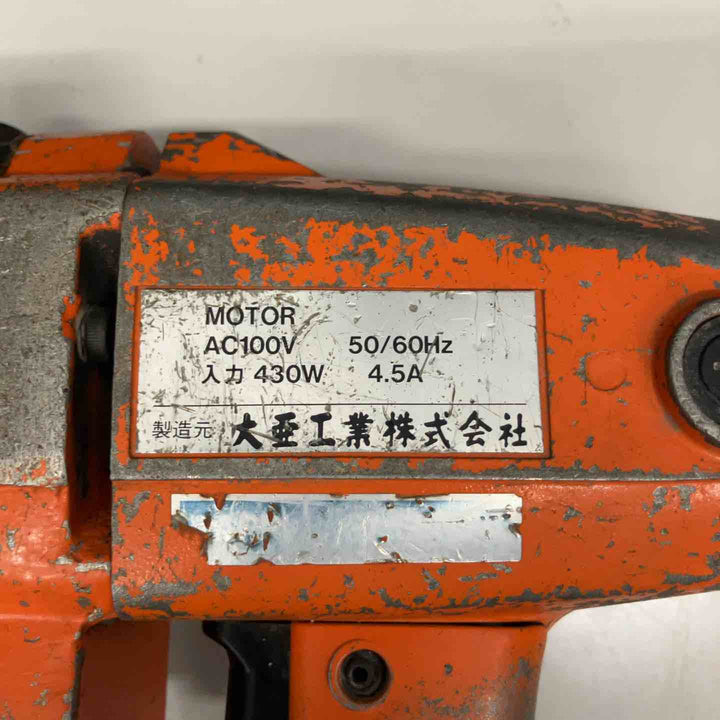 MOTOR
AC100V 50/60Hz
入力 430W 4.5A
製造元 大亜工業株式会社